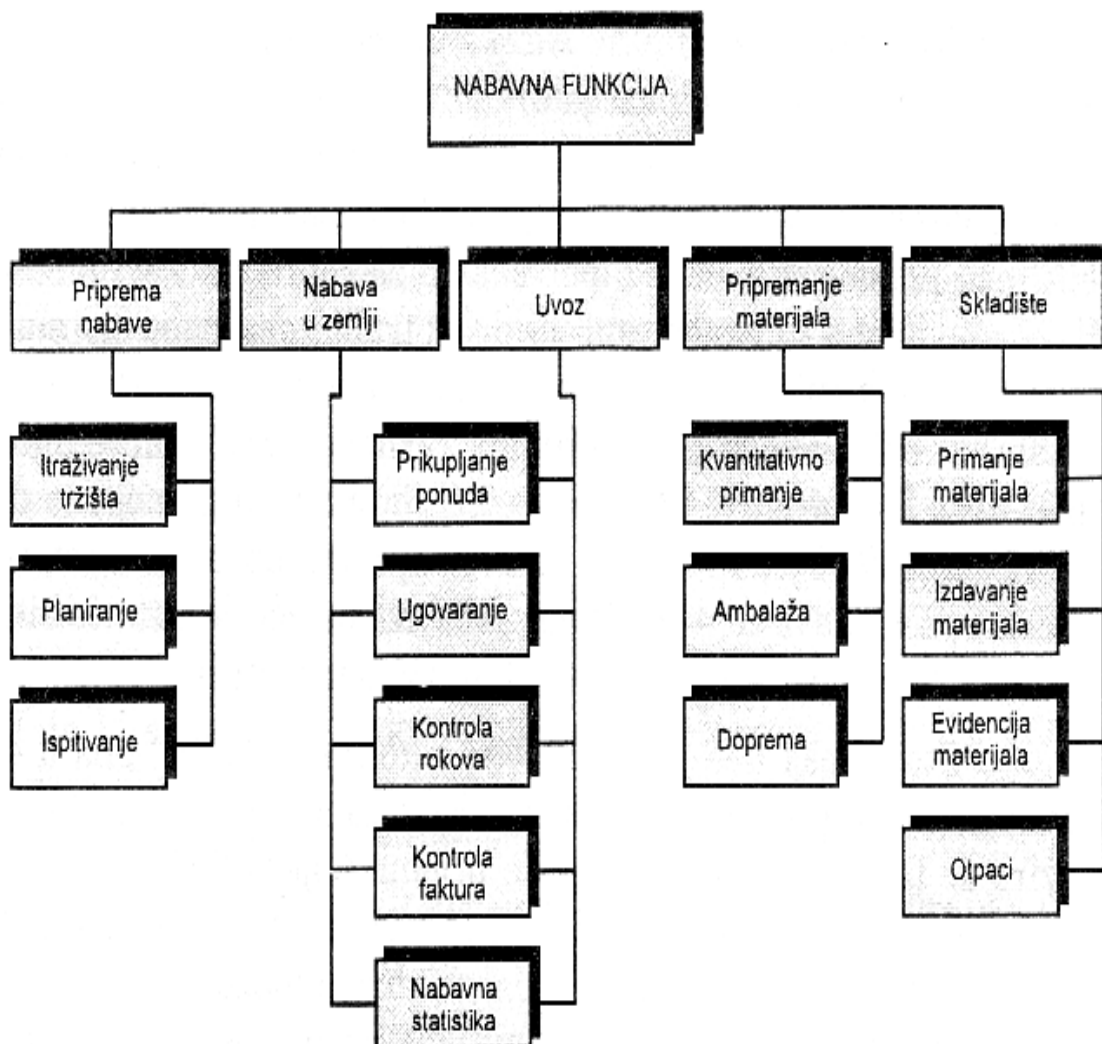 NABAVNA FUNKCIJA
Priprema
nabave
Nabava
u zemlji
Uvoz
Pripremanje
materijala
Skladište
Itraživanje
tržišta
Planiranje
Ispitivanje
Prikupljanje
ponuda
Ugovaranje
Kontrola
rokova
Kontrola
faktura
Nabavna
statistika
Kvantitativno
primanje
Ambalaža
Doprema
Primanje
materijala
Izdavanje
materijala
Evidencija
materijala
Otpaci